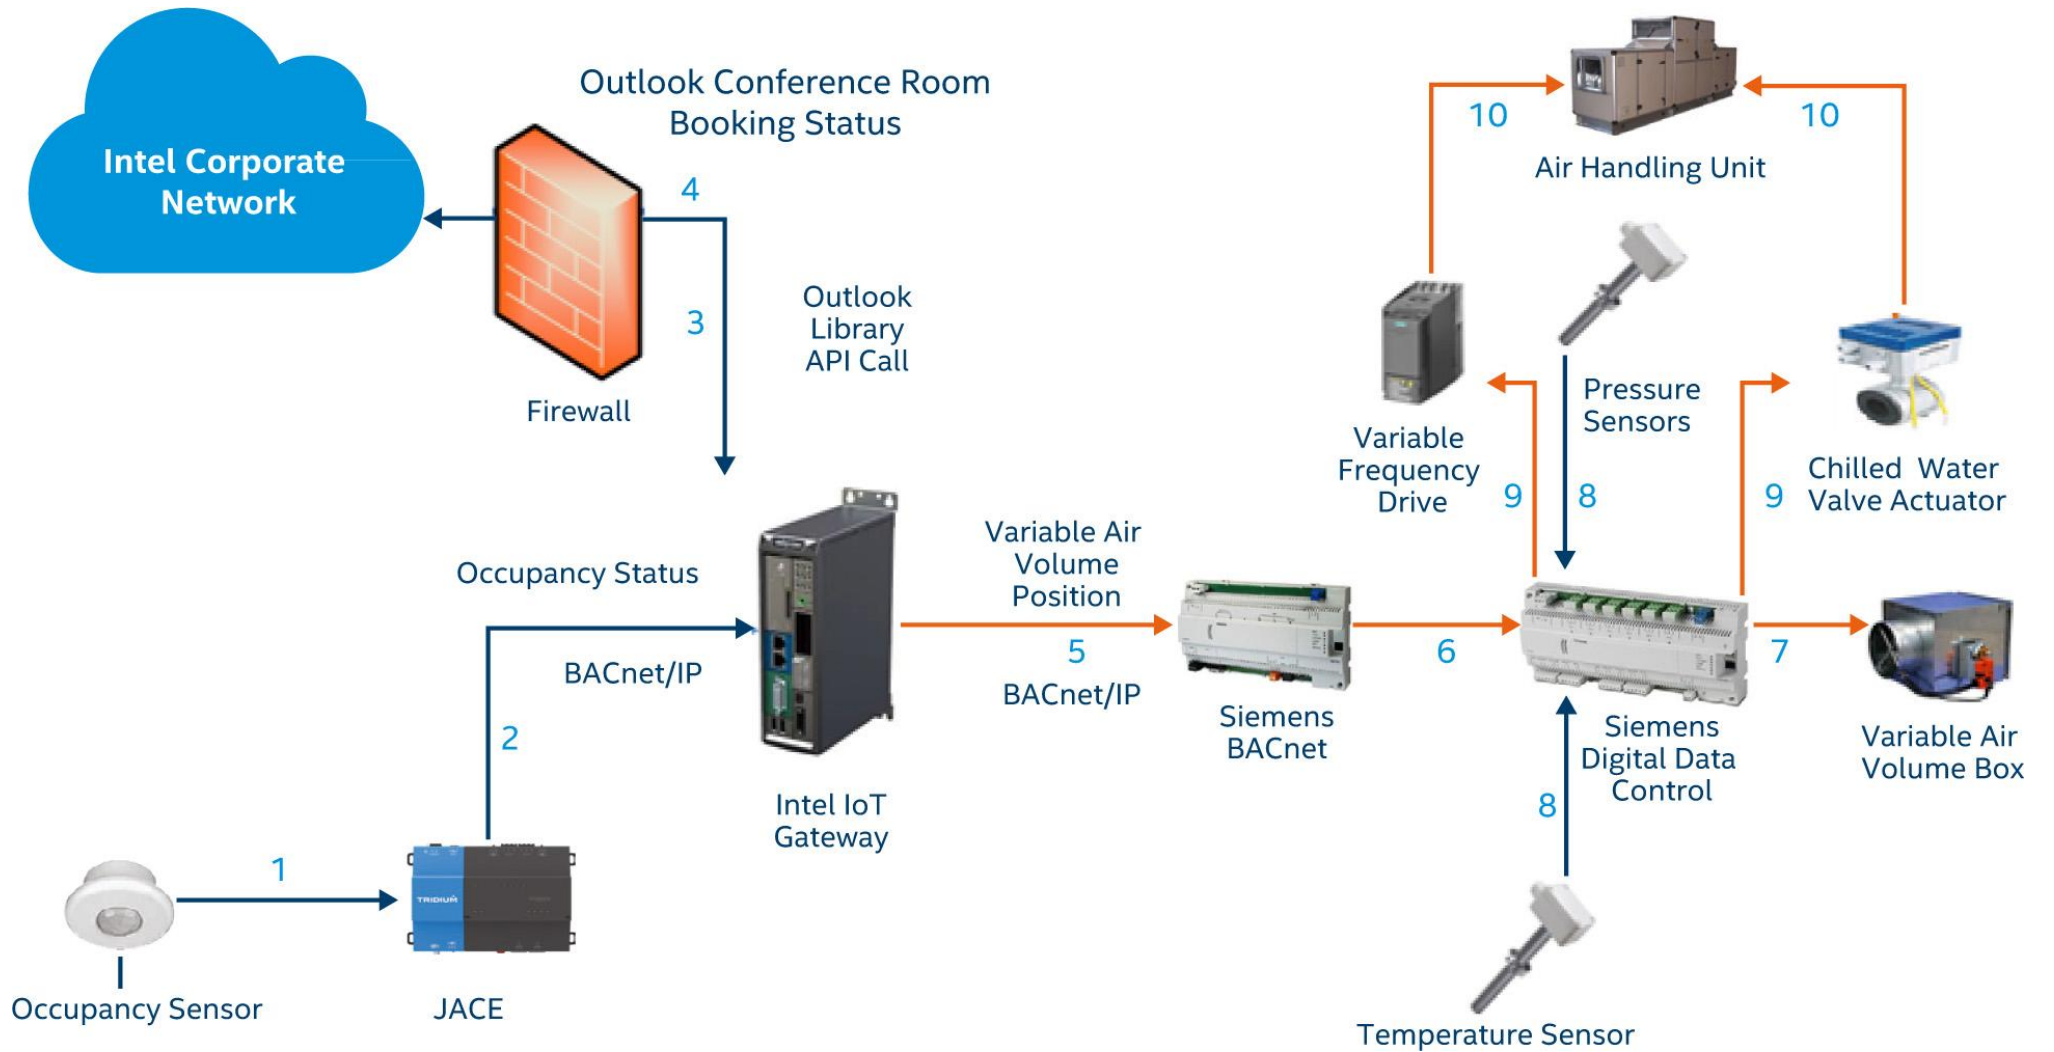 Intel Corporate
Network
Outlook Conference Room
Booking Status
4
3
Outlook
Library
API Call
Firewall
10
10
Air Handling Unit
Pressure
Sensors
Variable
Frequency
Drive
9
8
9
Chilled  Water
Valve Actuator
Occupancy Status
BACnet/IP
2
Variable Air
Volume
Position
5
BACnet/IP
6
7
Siemens
BACnet
Siemens
Digital Data
Control
Variable Air
Volume Box
8
Intel IoT
Gateway
1
TRIDIUM
Occupancy Sensor
JACE
Temperature Sensor